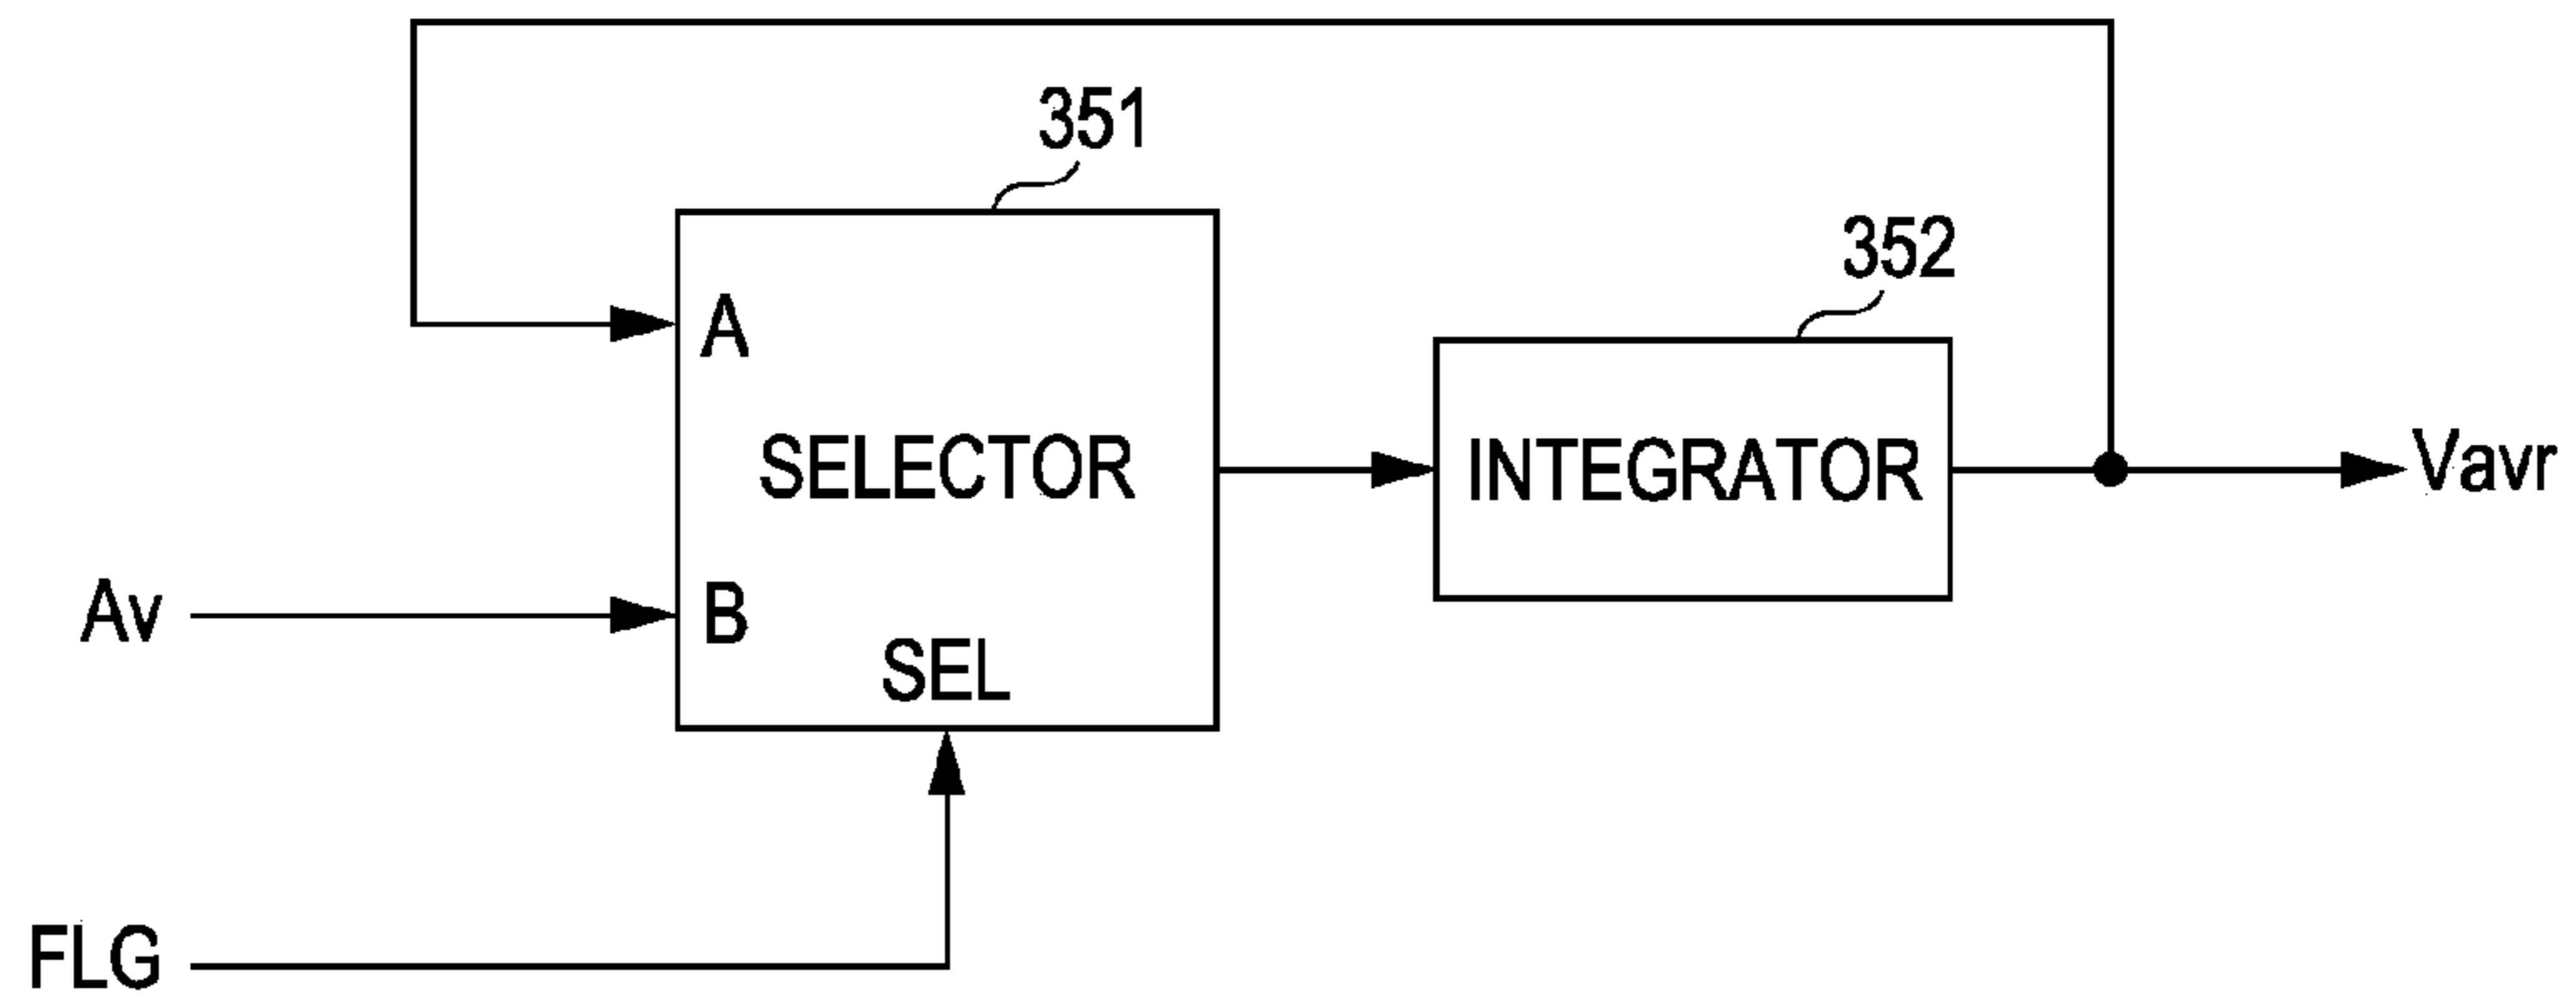 351
352
A
SELECTOR
INTEGRATOR
Vavr
Av
B
SEL
FLG